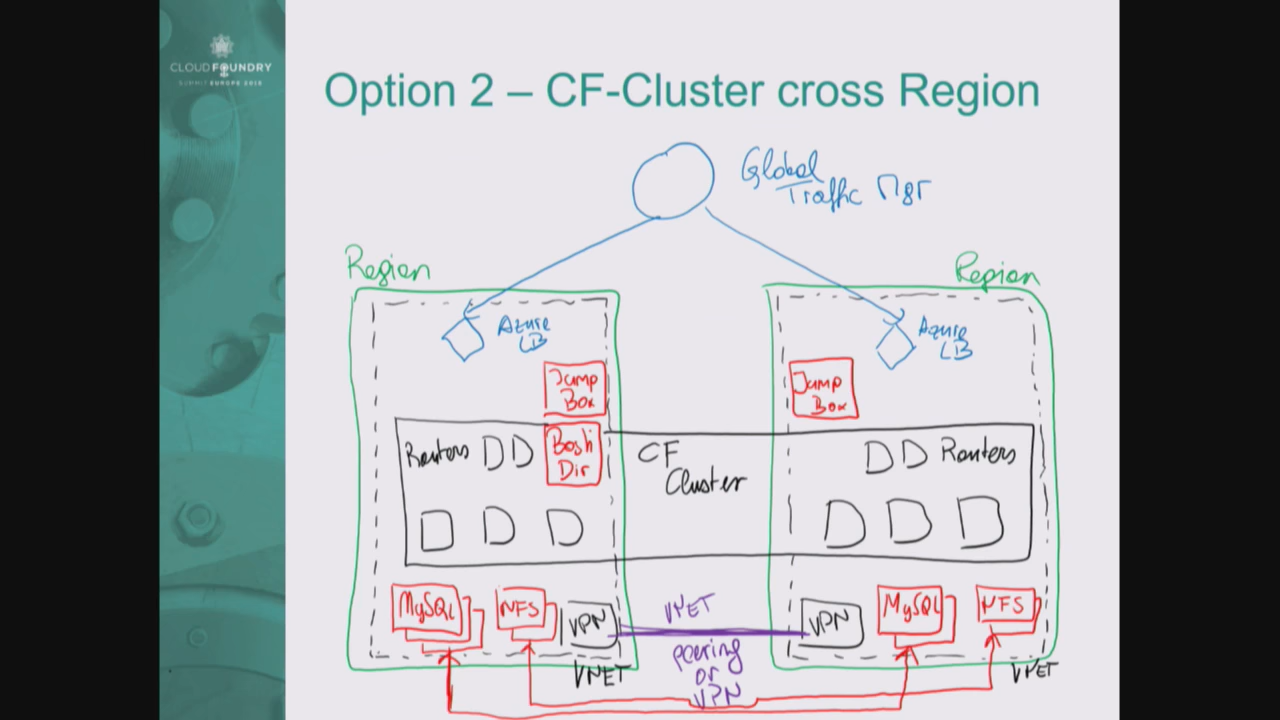 CLOUD FOUNDRY
SUMMIT EUROPE 2016
Option 2 – CF-Cluster cross Region
Global
Traffic Mgr
Region
Region
Azure
LB
Azure
LB
Jump
Box
Jump
Box
Routers
Bosh
Dir
CF
Cluster
Routers
MySQL
NFS
VPN
VNET
VNET
peering
or
VPN
VPN
MySQL
NFS
VNET